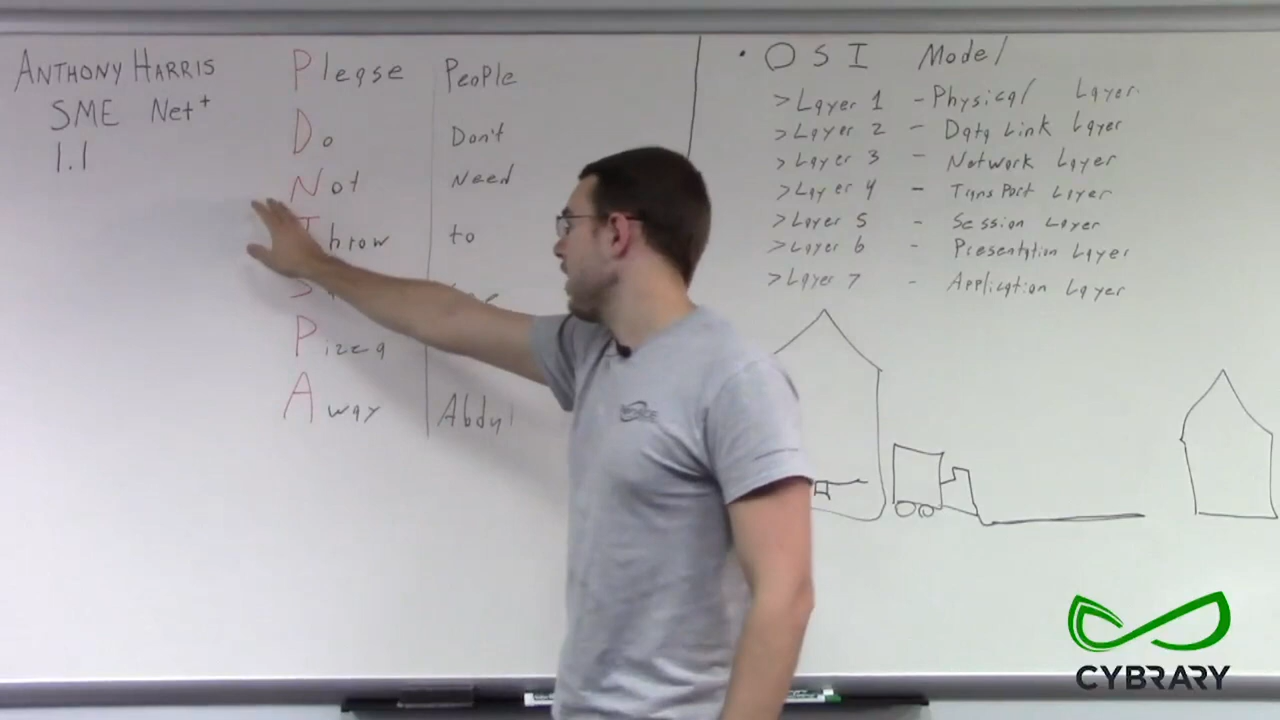 ANTHONY HARRIS
SME Net+
1.1
Please
Do
Not
Throw
Pizza
Away
PeoPle
Don't
Need
to
Abdul
• OSI Model
> Layer 1 - Physical Layer
> Layer 2 - Data Link Layer
> Layer 3 - Network Layer
> Layer 4 - TransPort Layer
> Layer 5 - Session Layer
> Layer 6 - Presentation Layer
> Layer 7 - Application Layer
CYBRARY